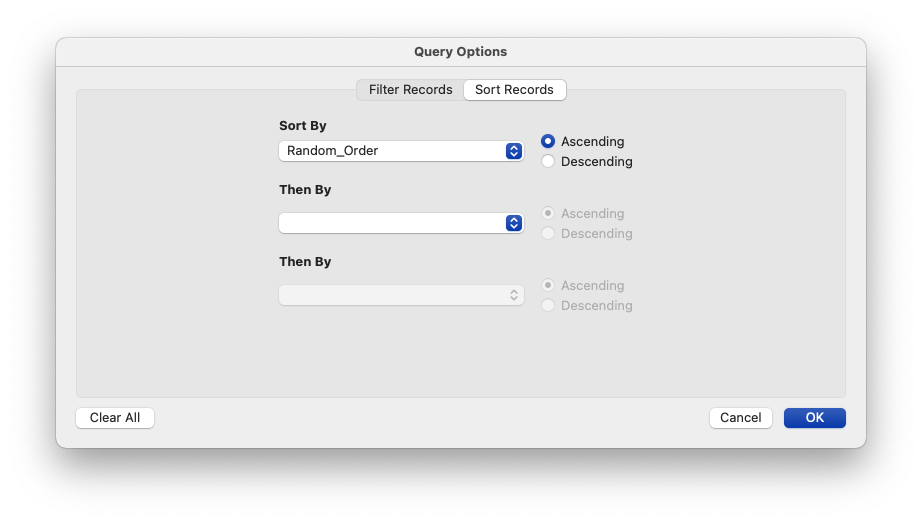 Query Options
Filter Records Sort Records
Sort By
Random_Order
Ascending
Descending
Then By
Ascending
Descending
Then By
Ascending
Descending
Clear All
Cancel
OK